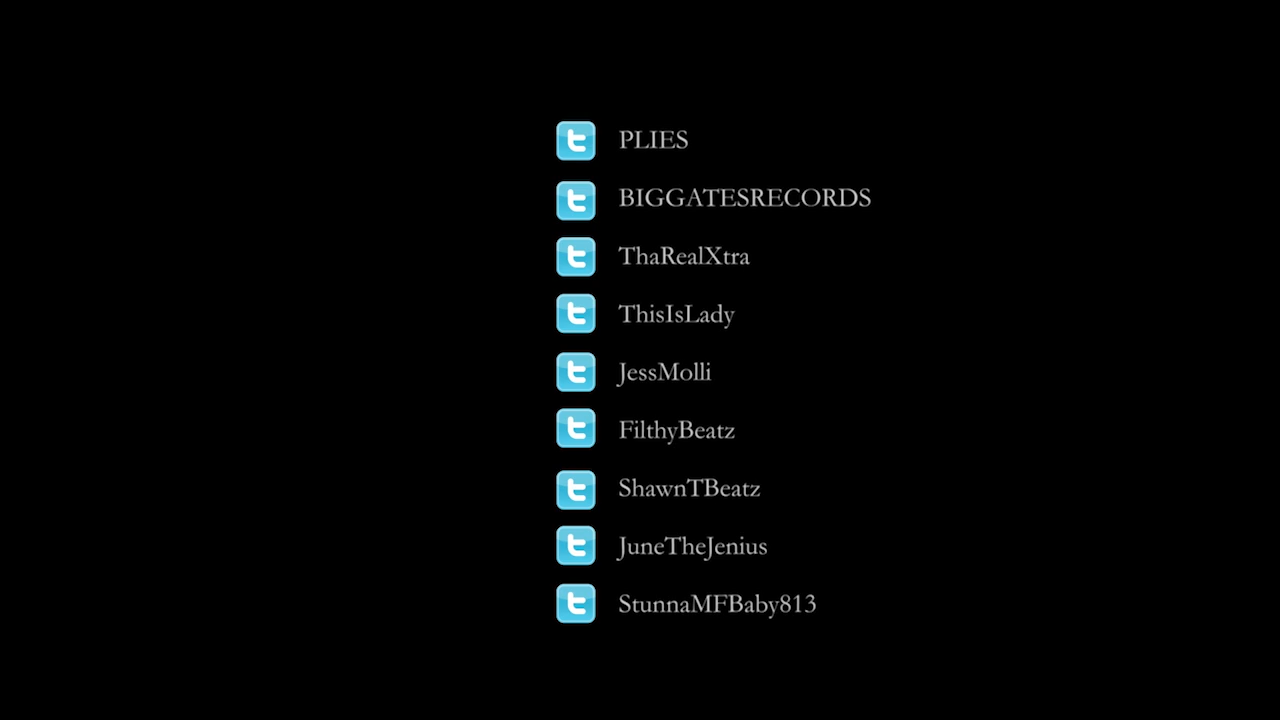 PLIES
BIGGATESRECORDS
ThaRealXtra
ThisIsLady
JessMolli
FilthyBeatz
ShawnTBeatz
JuneTheJenius
StunnaMFBaby813